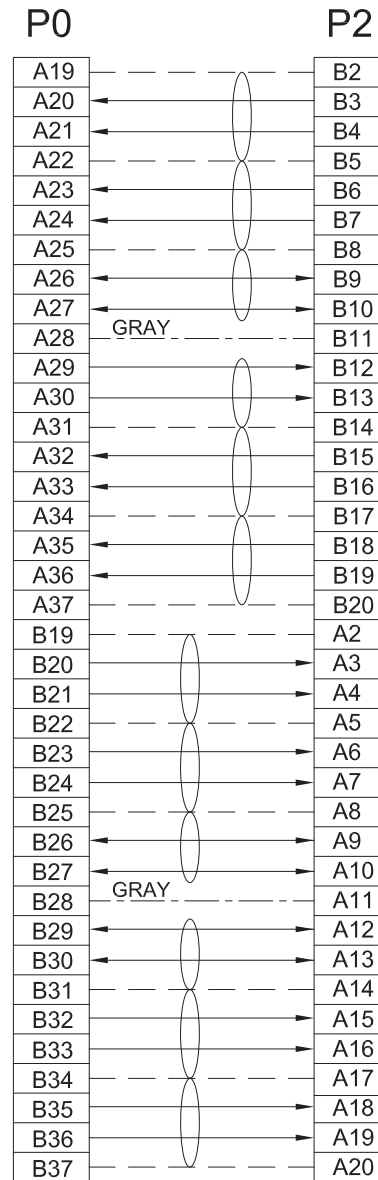 P0 P2
A19 B2
A20 B3
A21 B4
A22 B5
A23 B6
A24 B7
A25 B8
A26 B9
A27 B10
A28 GRAY B11
A29 B12
A30 B13
A31 B14
A32 B15
A33 B16
A34 B17
A35 B18
A36 B19
A37 B20
B19 A2
B20 A3
B21 A4
B22 A5
B23 A6
B24 A7
B25 A8
B26 A9
B27 A10
B28 GRAY A11
B29 A12
B30 A13
B31 A14
B32 A15
B33 A16
B34 A17
B35 A18
B36 A19
B37 A20